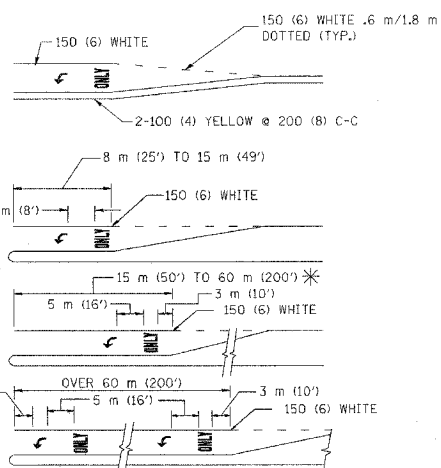 150 (6) WHITE .6 m/1.8 m
DOTTED (TYP.)
150 (6) WHITE
ONLY
2-100 (4) YELLOW @ 200 (8) C-C
8 m (25') TO 15 m (49')
150 (6) WHITE
m (8')
ONLY
15 m (50') TO 60 m (200') ✳
5 m (16')
3 m (10')
150 (6) WHITE
ONLY
OVER 60 m (200')
5 m (16')
3 m (10')
150 (6) WHITE
ONLY
ONLY